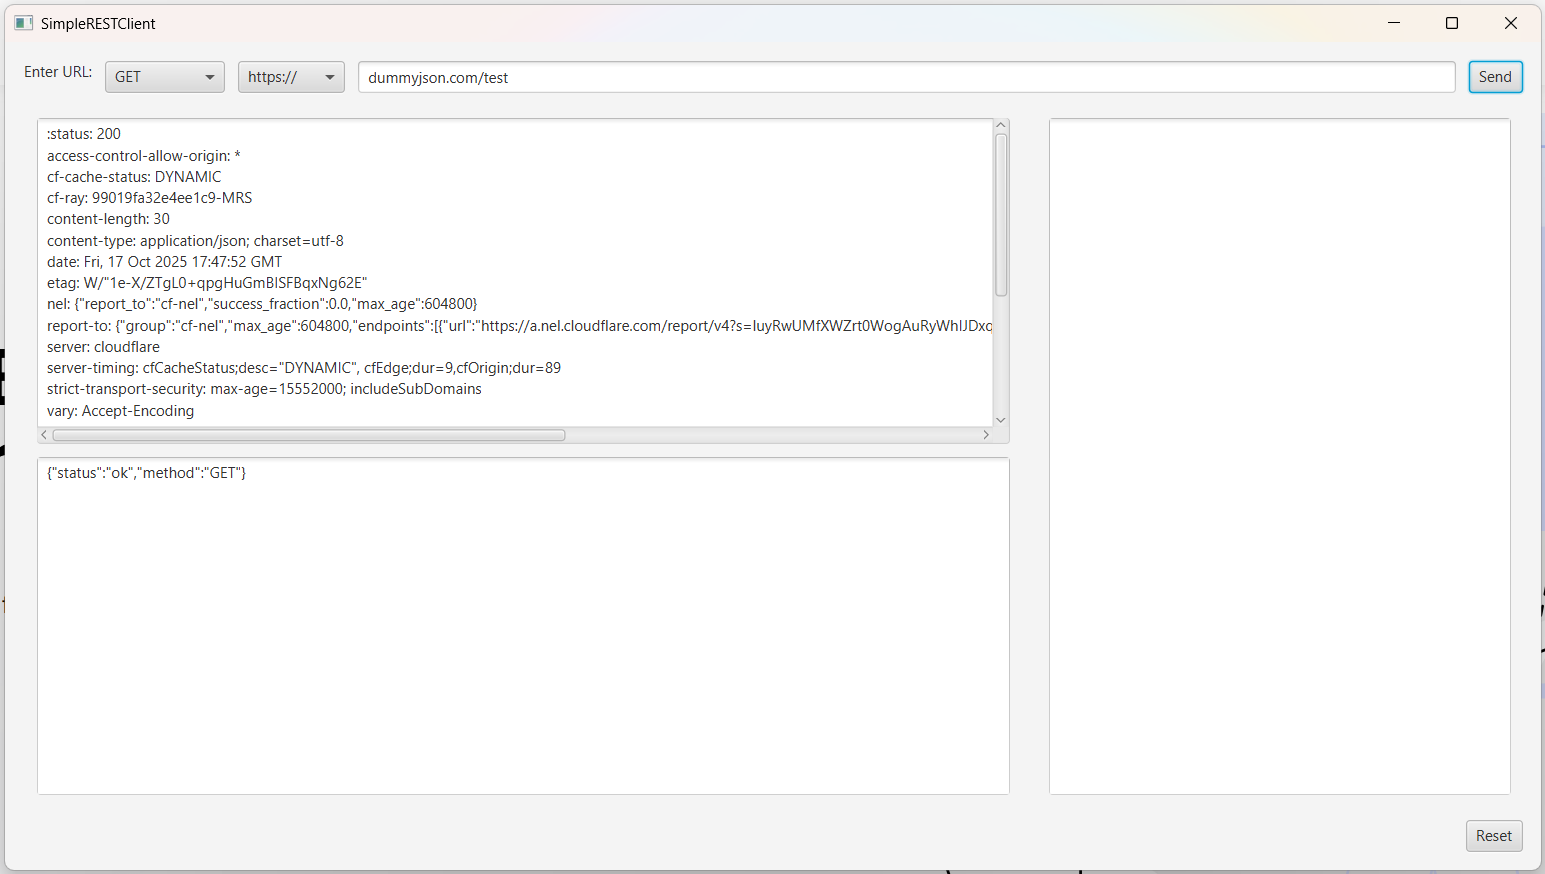 SimpleRESTClient
Enter URL: GET https:// dummyjson.com/test Send
:status: 200
access-control-allow-origin: *
cf-cache-status: DYNAMIC
cf-ray: 99019fa32e4ee1c9-MRS
content-length: 30
content-type: application/json; charset=utf-8
date: Fri, 17 Oct 2025 17:47:52 GMT
etag: W/"1e-X/ZTgL0+qpgHuGmBlSFBqxNg62E"
nel: {"report_to":"cf-nel","success_fraction":0.0,"max_age":604800}
report-to: {"group":"cf-nel","max_age":604800,"endpoints":[{"url":"https://a.nel.cloudflare.com/report/v4?s=IuyRwUMfXWZrt0WogAuRyWhIJDxq
server: cloudflare
server-timing: cfCacheStatus;desc="DYNAMIC", cfEdge;dur=9,cfOrigin;dur=89
strict-transport-security: max-age=15552000; includeSubDomains
vary: Accept-Encoding
{"status":"ok","method":"GET"}
Reset